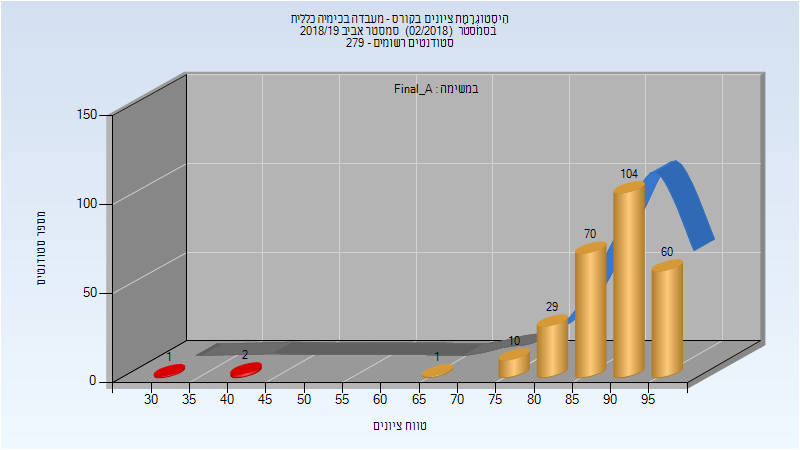 היסטוגרמת ציונים בקורס - מעבדה בכימיה כללית
בסמסטר (02/2018) סמסטר אביב 2018/19
סטודנטים רשומים - 279
במשימה : Final_A
150
100
50
0
מספר סטודנטים
1
2
1
10
29
70
104
60
30 35 40 45 50 55 60 65 70 75 80 85 90 95
טווח ציונים